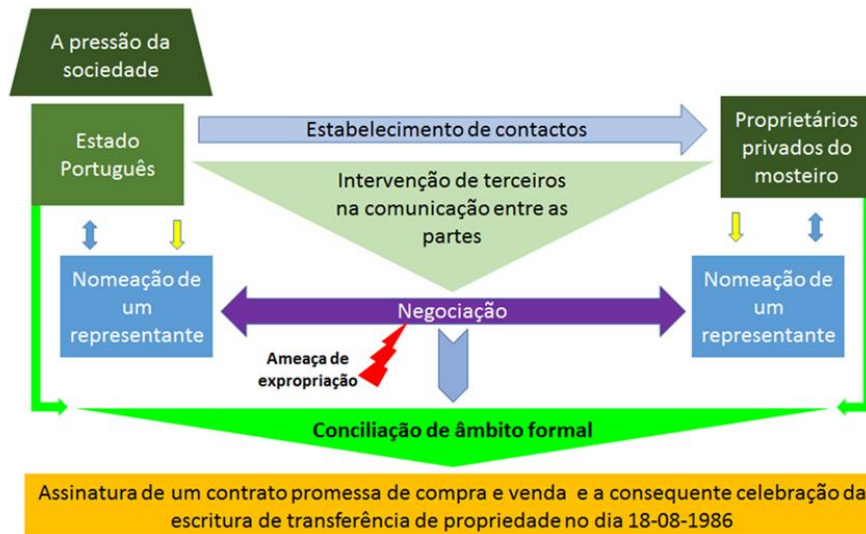 A pressão da
sociedade
Estado
Português
Estabelecimento de contactos
Proprietários
privados do
mosteiro
Intervenção de terceiros
na comunicação entre as
partes
Nomeação de
um
representante
Negociação
Nomeação de
um
representante
Ameaça de
expropriação
Conciliação de âmbito formal
Assinatura de um contrato promessa de compra e venda e a consequente celebração da
escritura de transferência de propriedade no dia 18-08-1986